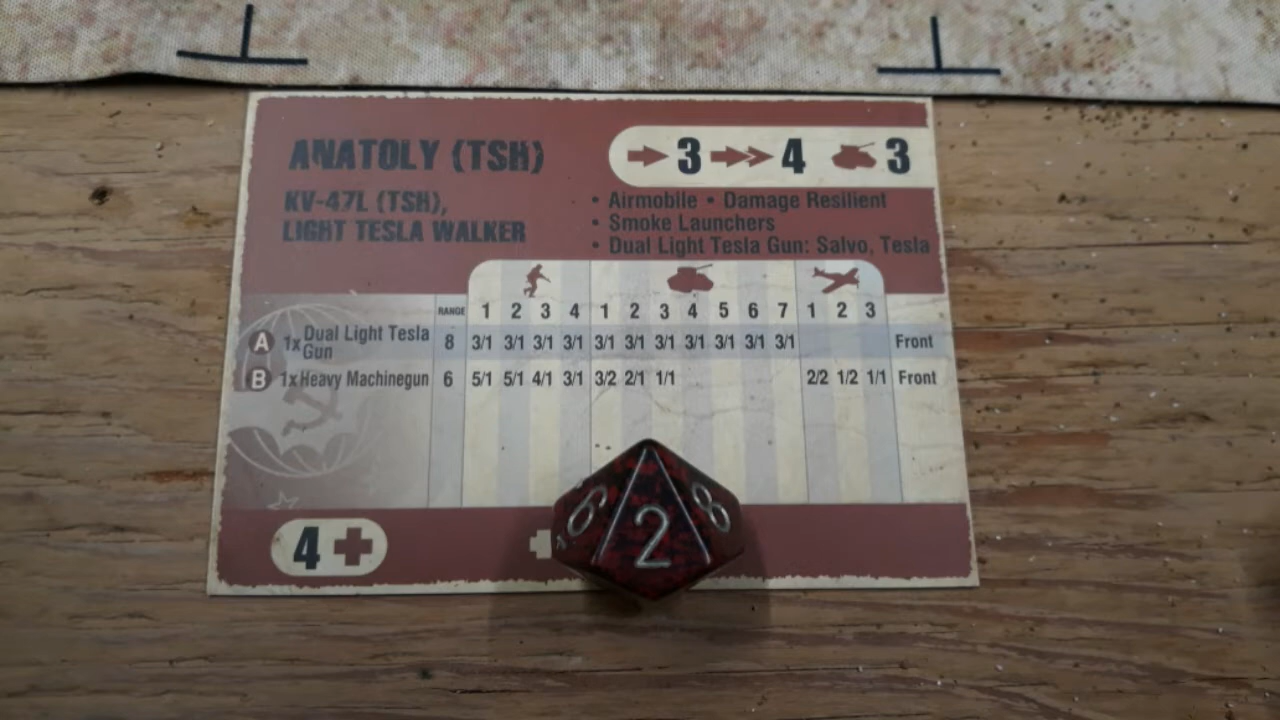 ANATOLY (TSH)
3 4 3
KV-47L (TSH),
LIGHT TESLA WALKER
• Airmobile • Damage Resilient
• Smoke Launchers
• Dual Light Tesla Gun: Salvo, Tesla
RANGE 1 2 3 4 1 2 3 4 5 6 7 1 2 3
A 1x Dual Light Tesla Gun 8 3/1 3/1 3/1 3/1 3/1 3/1 3/1 3/1 3/1 3/1 3/1 Front
B 1x Heavy Machinegun 6 5/1 5/1 4/1 3/1 3/2 2/1 1/1 2/2 1/2 1/1 Front
6 2 8
4